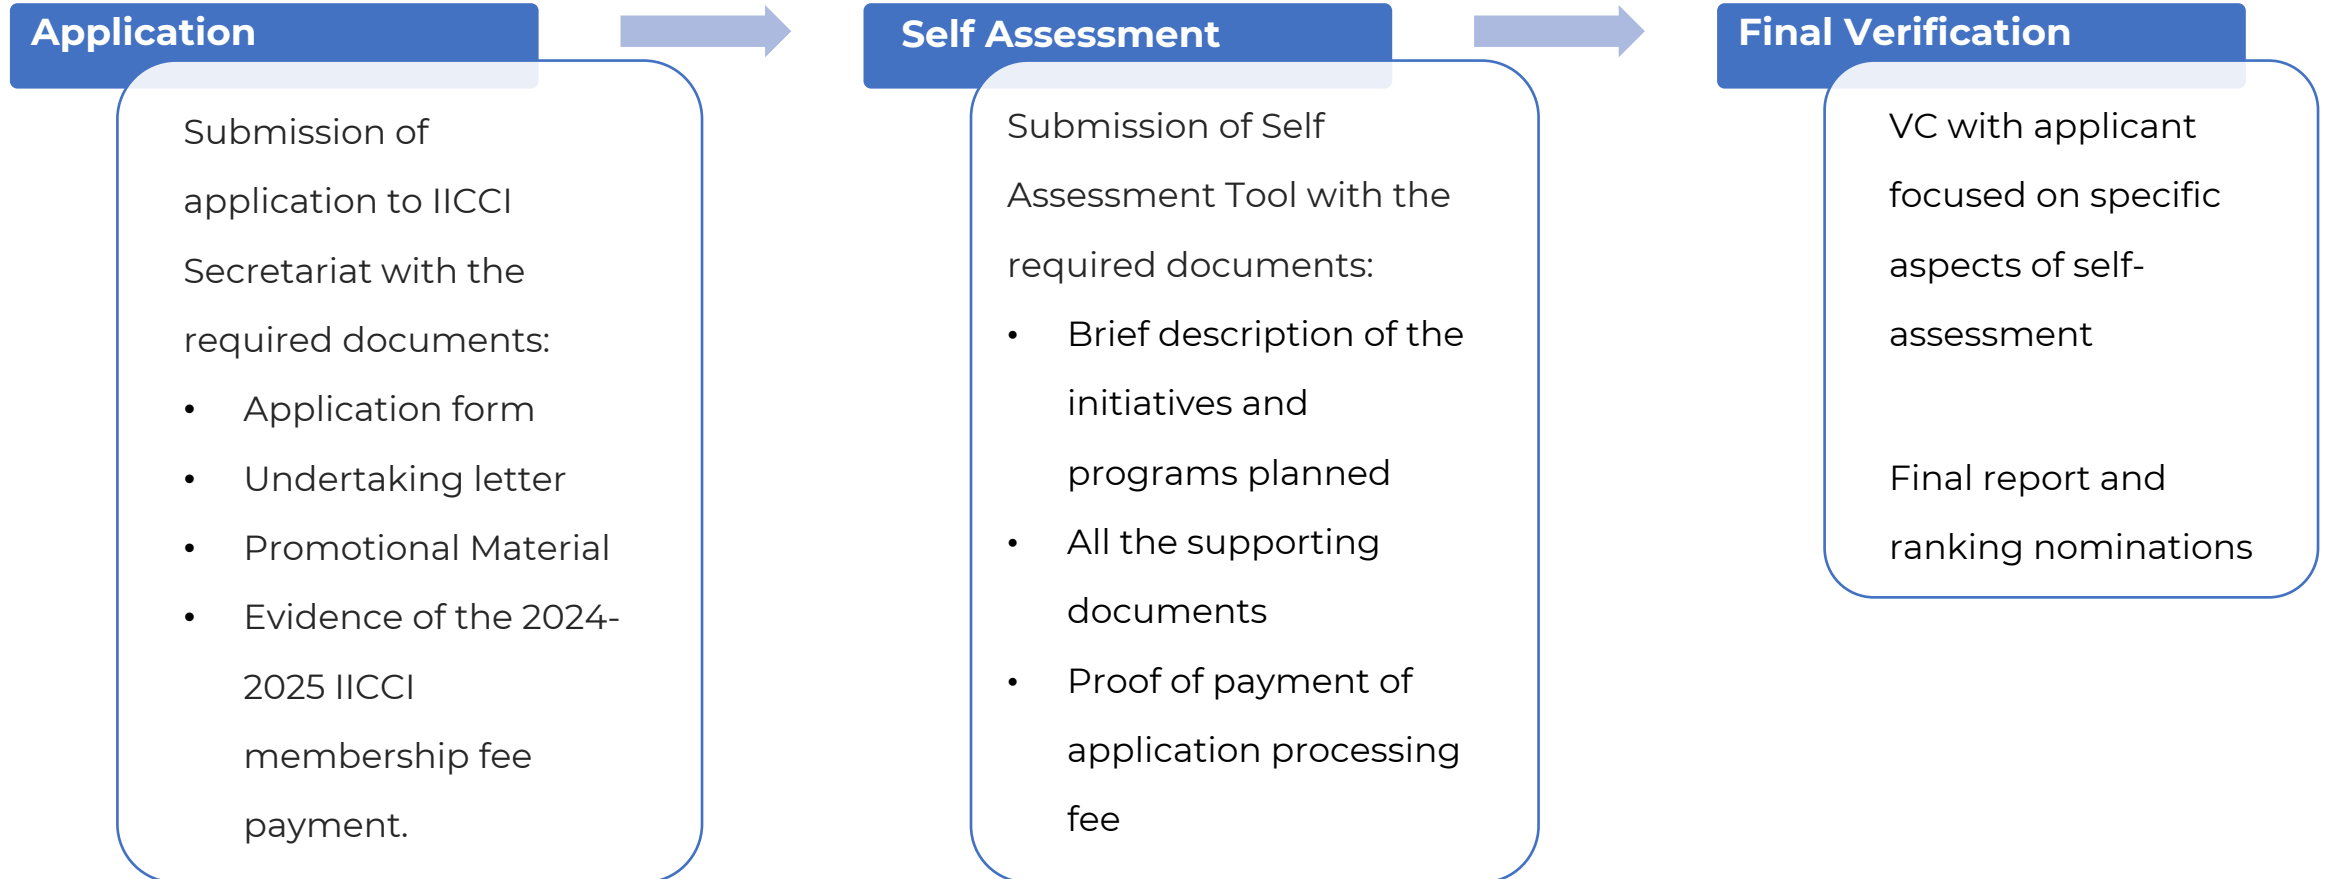 Application
Submission of
application to IICCI
Secretariat with the
required documents:
• Application form
• Undertaking letter
• Promotional Material
• Evidence of the 2024-
2025 IICCI
membership fee
payment.
Self Assessment
Submission of Self
Assessment Tool with the
required documents:
• Brief description of the
initiatives and
programs planned
• All the supporting
documents
• Proof of payment of
application processing
fee
Final Verification
VC with applicant
focused on specific
aspects of self-
assessment
Final report and
ranking nominations